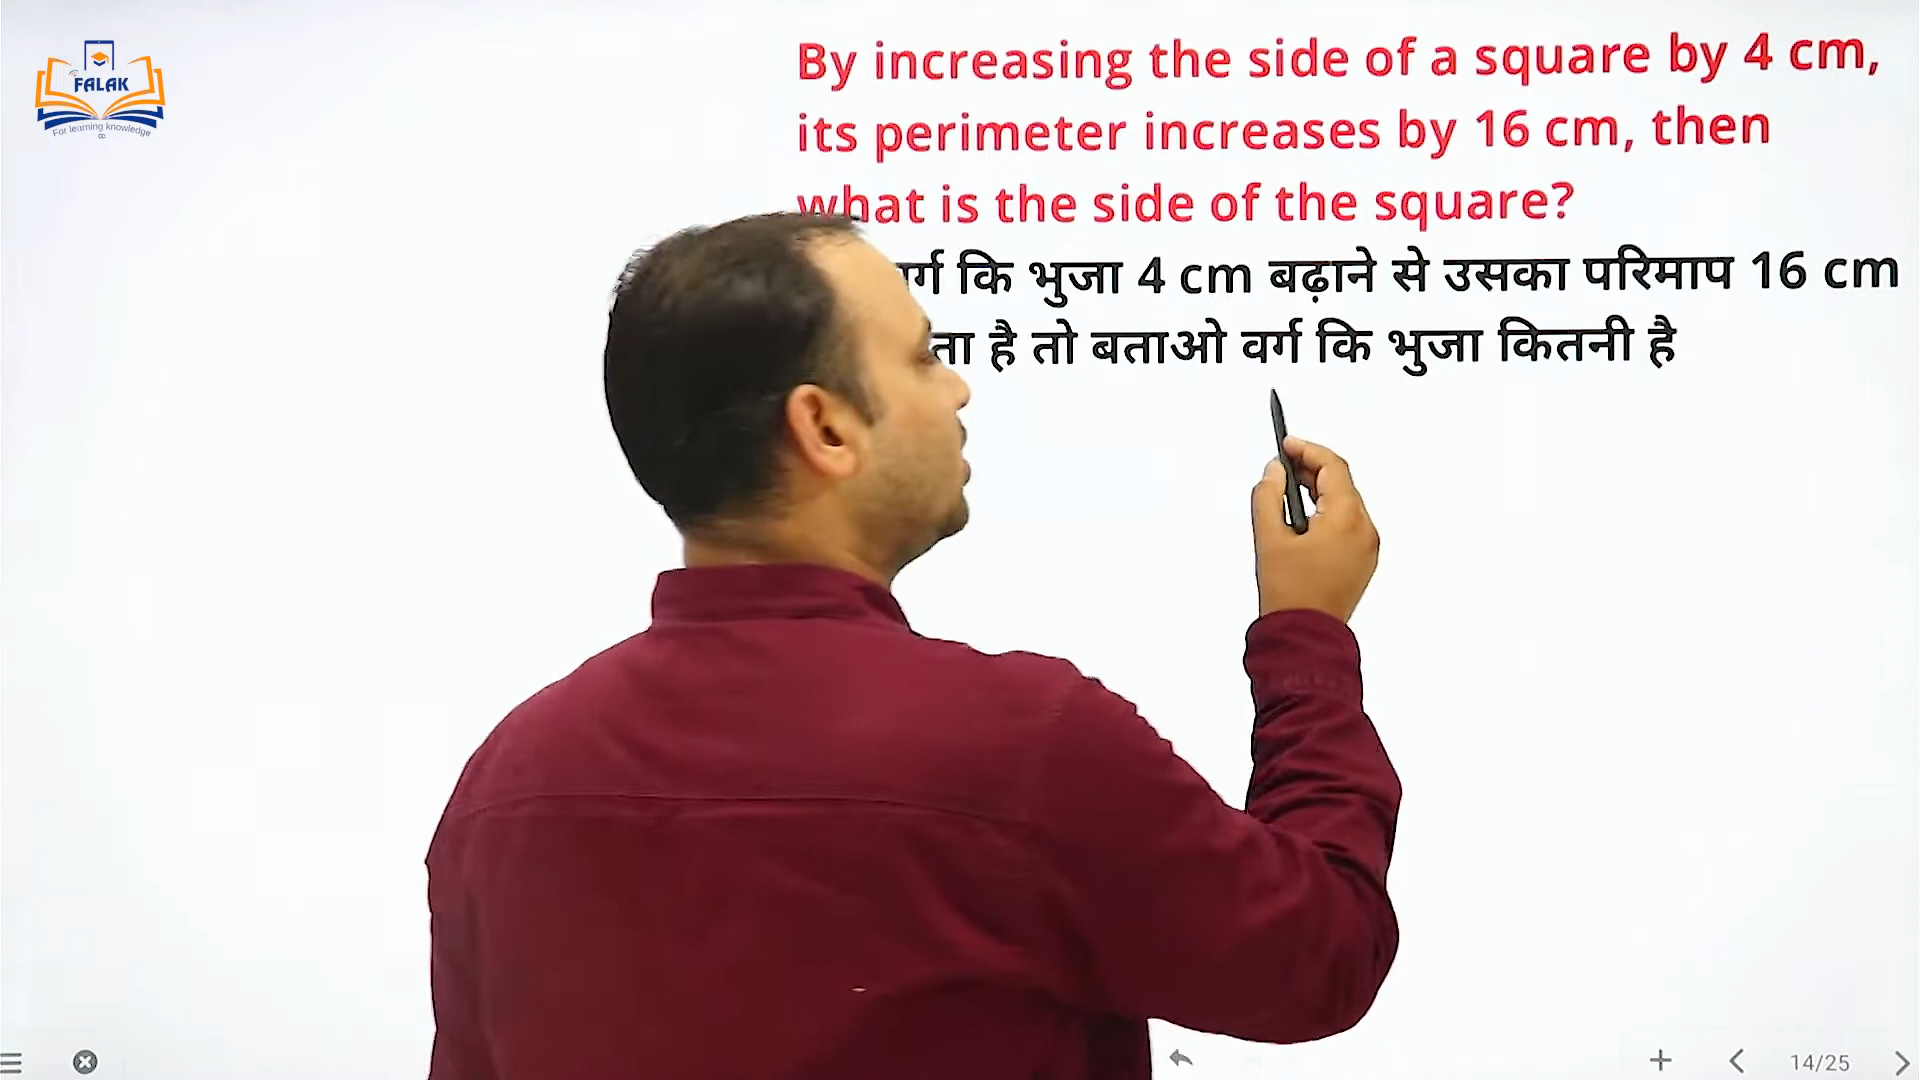 FALAK
For learning knowledge
By increasing the side of a square by 4 cm,
its perimeter increases by 16 cm, then
what is the side of the square?
कि भुजा 4 cm बढ़ाने से उसका परिमाप 16 cm
है तो बताओ वर्ग कि भुजा कितनी है
14/25